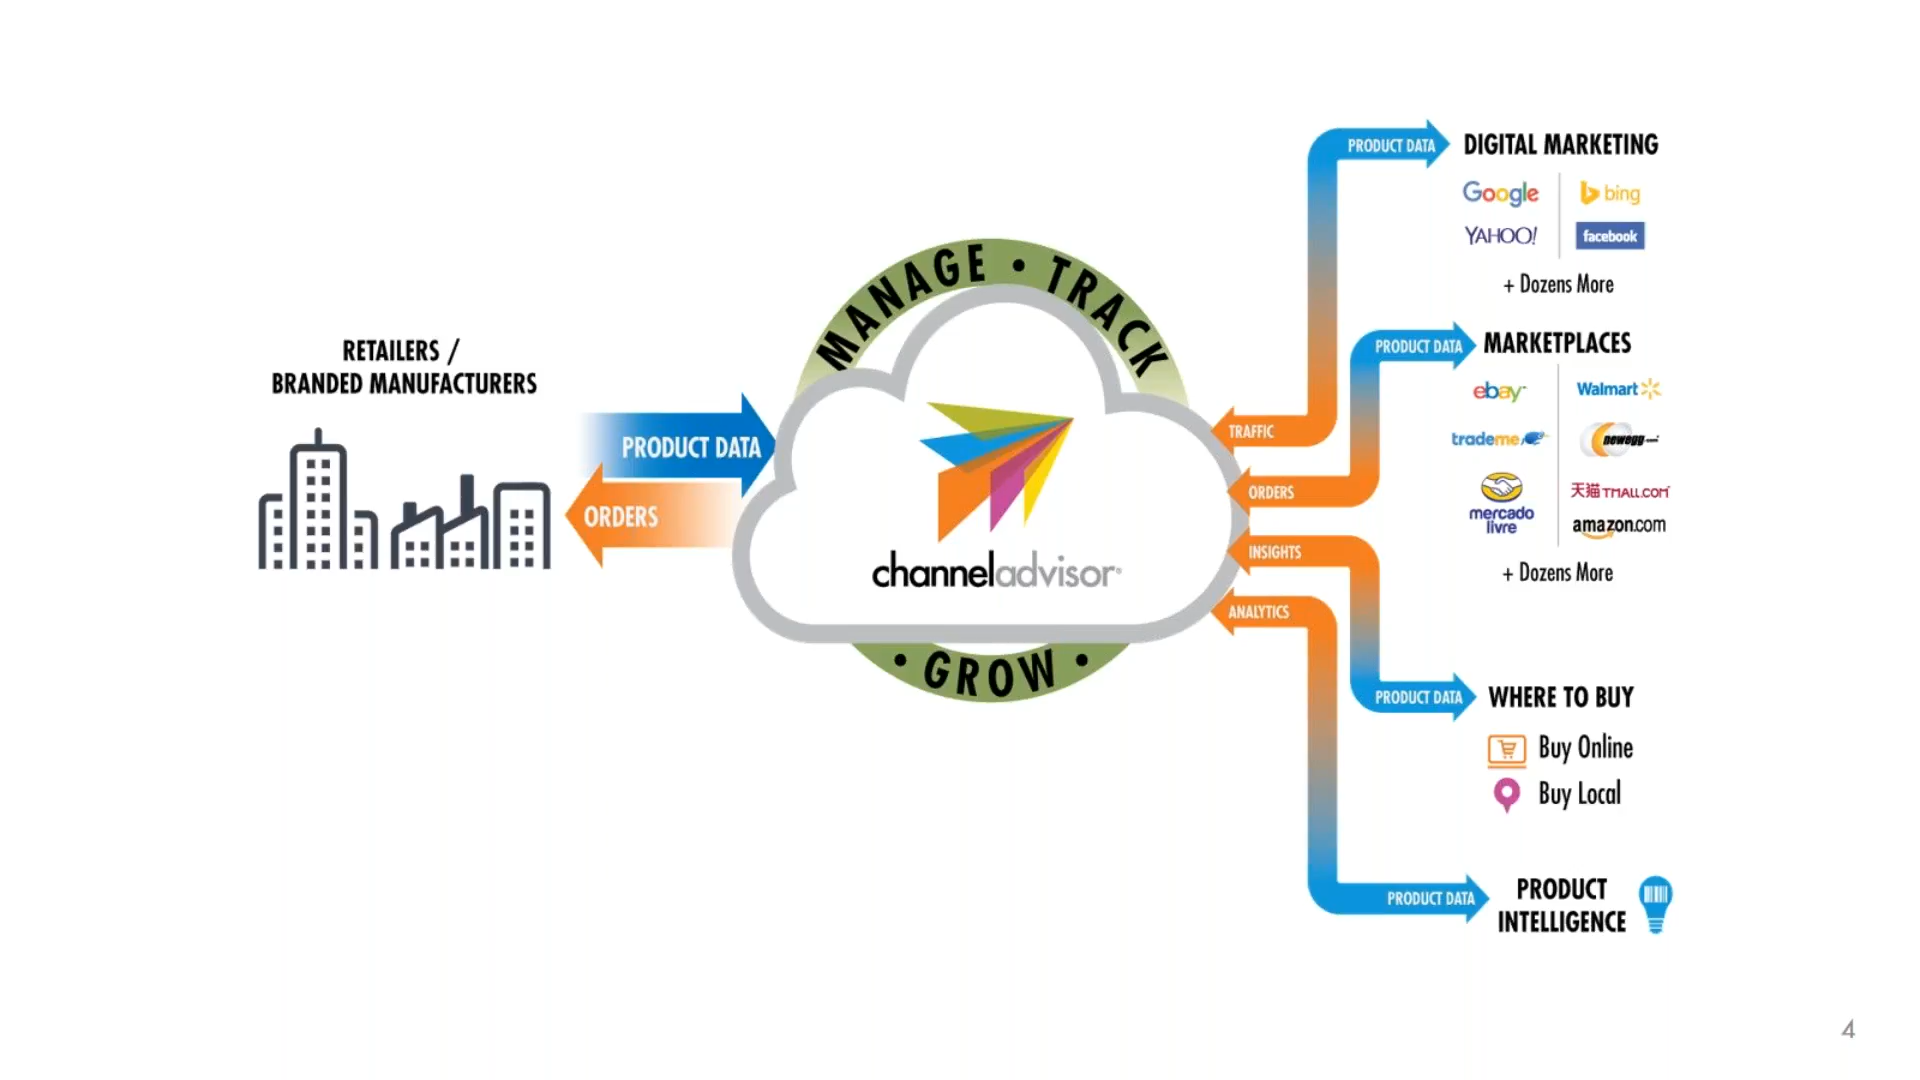 RETAILERS /
BRANDED MANUFACTURERS
PRODUCT DATA
ORDERS
MANAGE • TRACK
channeladvisor®
• GROW •
TRAFFIC
ORDERS
INSIGHTS
ANALYTICS
PRODUCT DATA
DIGITAL MARKETING
Google
bing
YAHOO!
facebook
+ Dozens More
PRODUCT DATA
MARKETPLACES
ebay™
Walmart
trademe
newegg.com
mercado
livre
天猫 TMALL.COM
amazon.com
+ Dozens More
PRODUCT DATA
WHERE TO BUY
Buy Online
Buy Local
PRODUCT DATA
PRODUCT
INTELLIGENCE
4